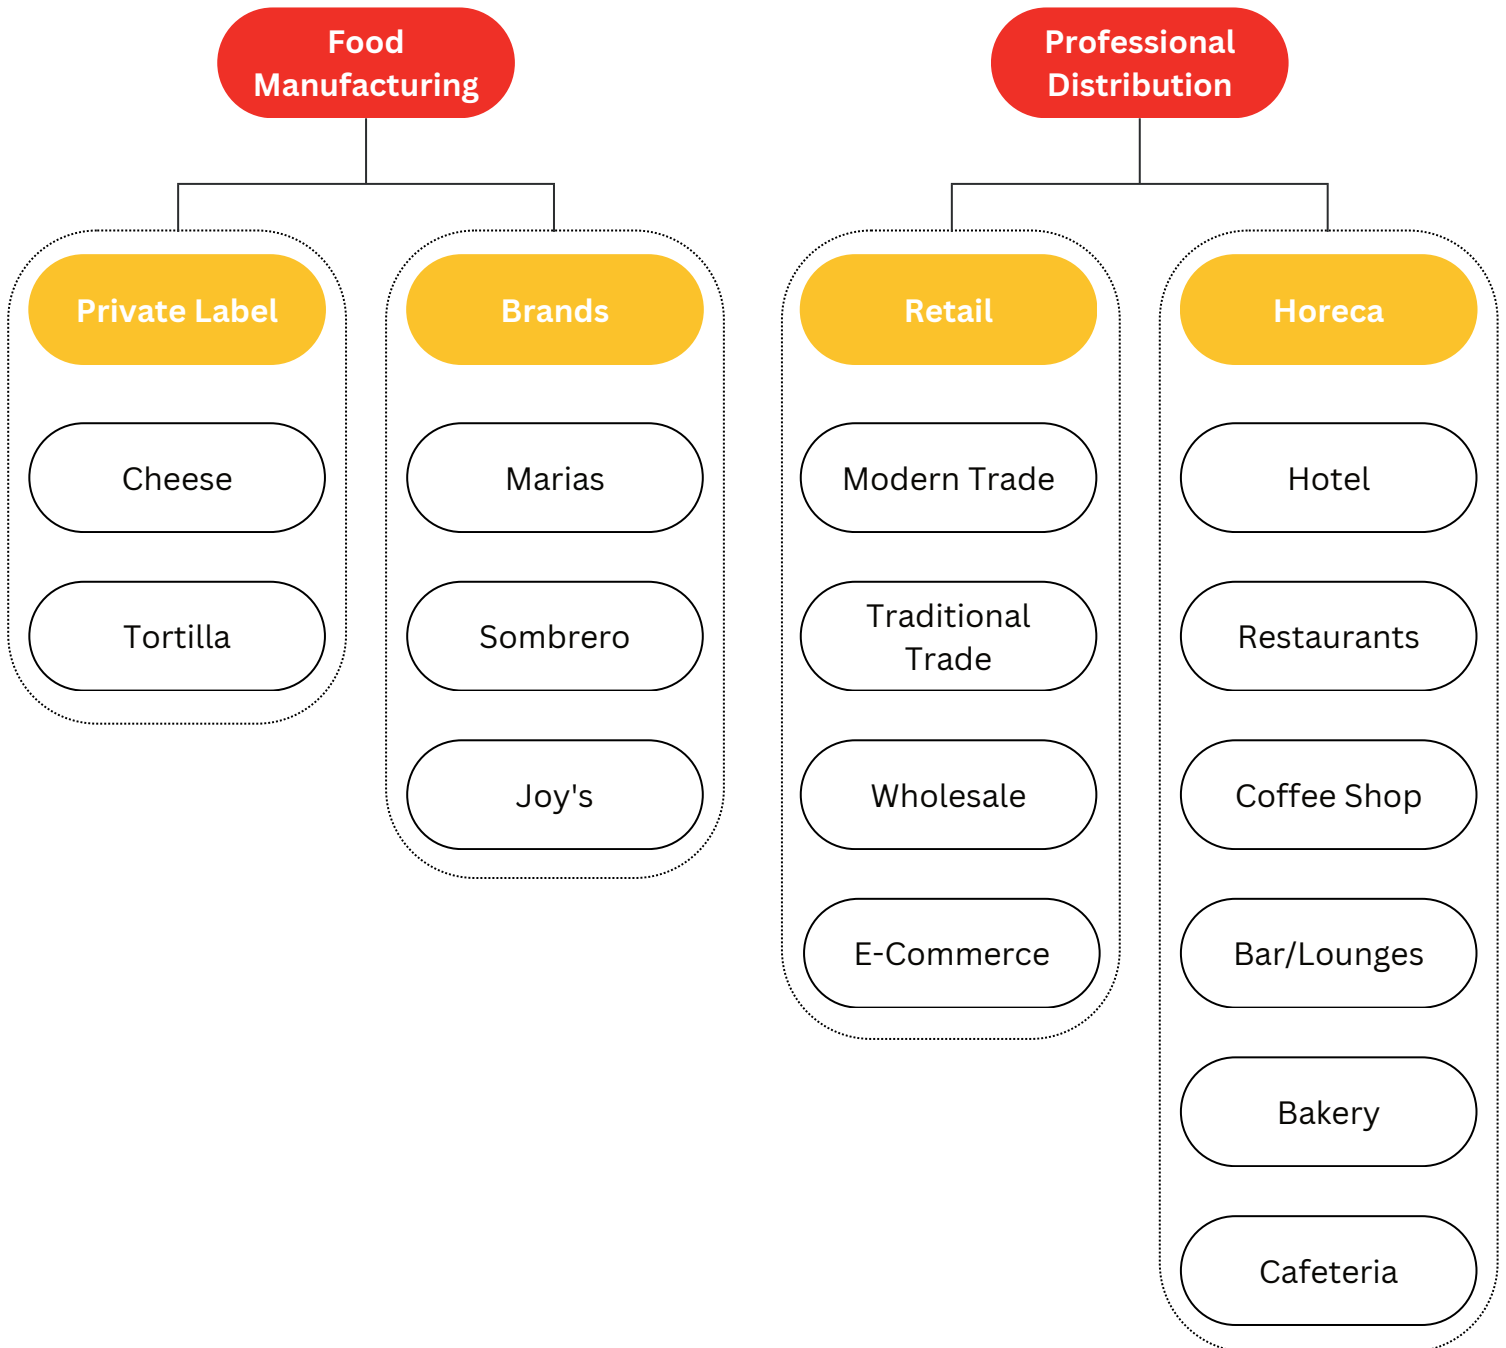 Food
Manufacturing
Private Label
Cheese
Tortilla
Brands
Marias
Sombrero
Joy's
Professional
Distribution
Retail
Modern Trade
Traditional
Trade
Wholesale
E-Commerce
Horeca
Hotel
Restaurants
Coffee Shop
Bar/Lounges
Bakery
Cafeteria